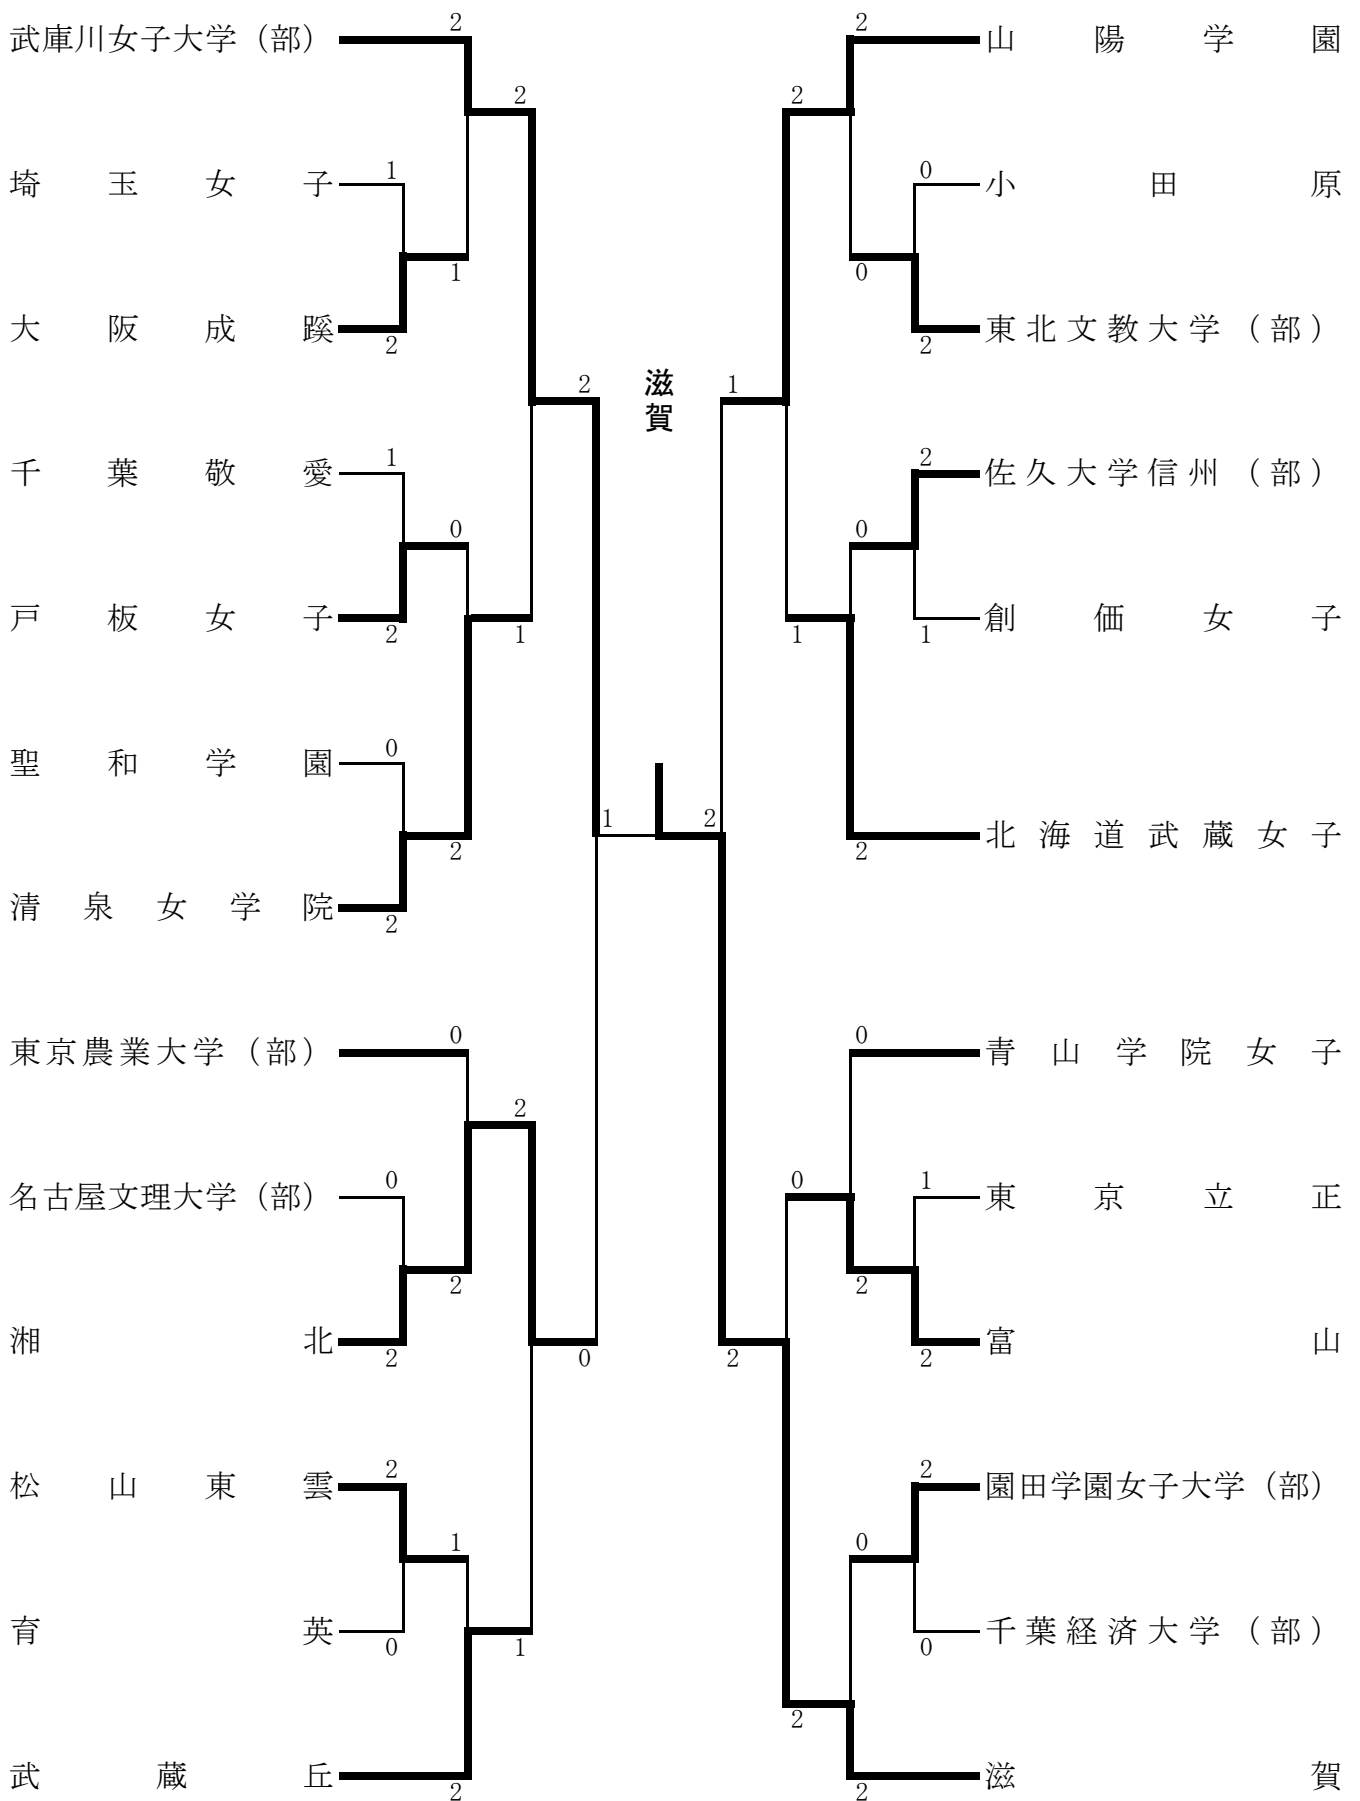 武庫川女子大学（部）
2
2
埼玉女子
1
1
大阪成蹊
2
2
千葉敬愛
1
0
戸板女子
2
1
聖和学園
0
2
清泉女学院
2
東京農業大学（部）
0
2
名古屋文理大学（部）
0
2
湘北
2
0
松山東雲
2
1
育英
0
1
武蔵丘
2
滋賀
1
2
2
山陽学園
2
0
小田原
0
東北文教大学（部）
2
1
2
佐久大学信州（部）
0
創価女子
1
1
北海道武蔵女子
2
0
青山学院女子
0
1
東京立正
2
富山
2
2
2
園田学園女子大学（部）
0
千葉経済大学（部）
0
2
滋賀
2